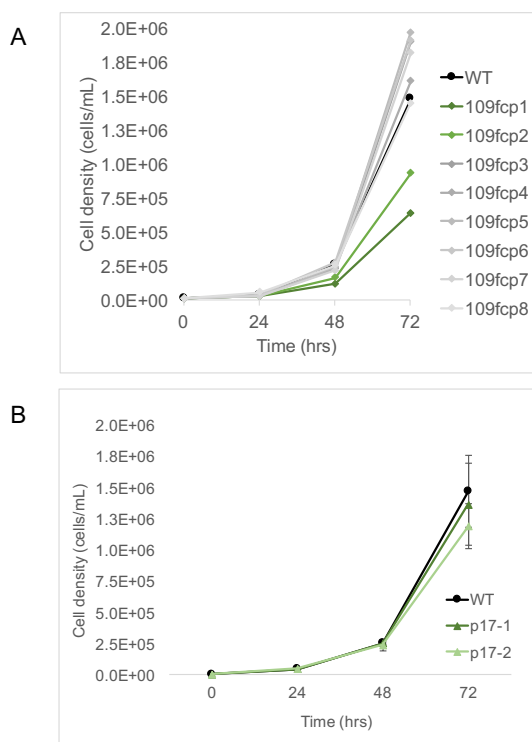 A
Cell density (cells/mL)
2.0E+06
1.8E+06
1.5E+06
1.3E+06
1.0E+06
7.5E+05
5.0E+05
2.5E+05
0.0E+00
0 24 48 72
Time (hrs)
WT
109fcp1
109fcp2
109fcp3
109fcp4
109fcp5
109fcp6
109fcp7
109fcp8
B
Cell density (cells/mL)
2.0E+06
1.8E+06
1.5E+06
1.3E+06
1.0E+06
7.5E+05
5.0E+05
2.5E+05
0.0E+00
0 24 48 72
Time (hrs)
WT
p17-1
p17-2